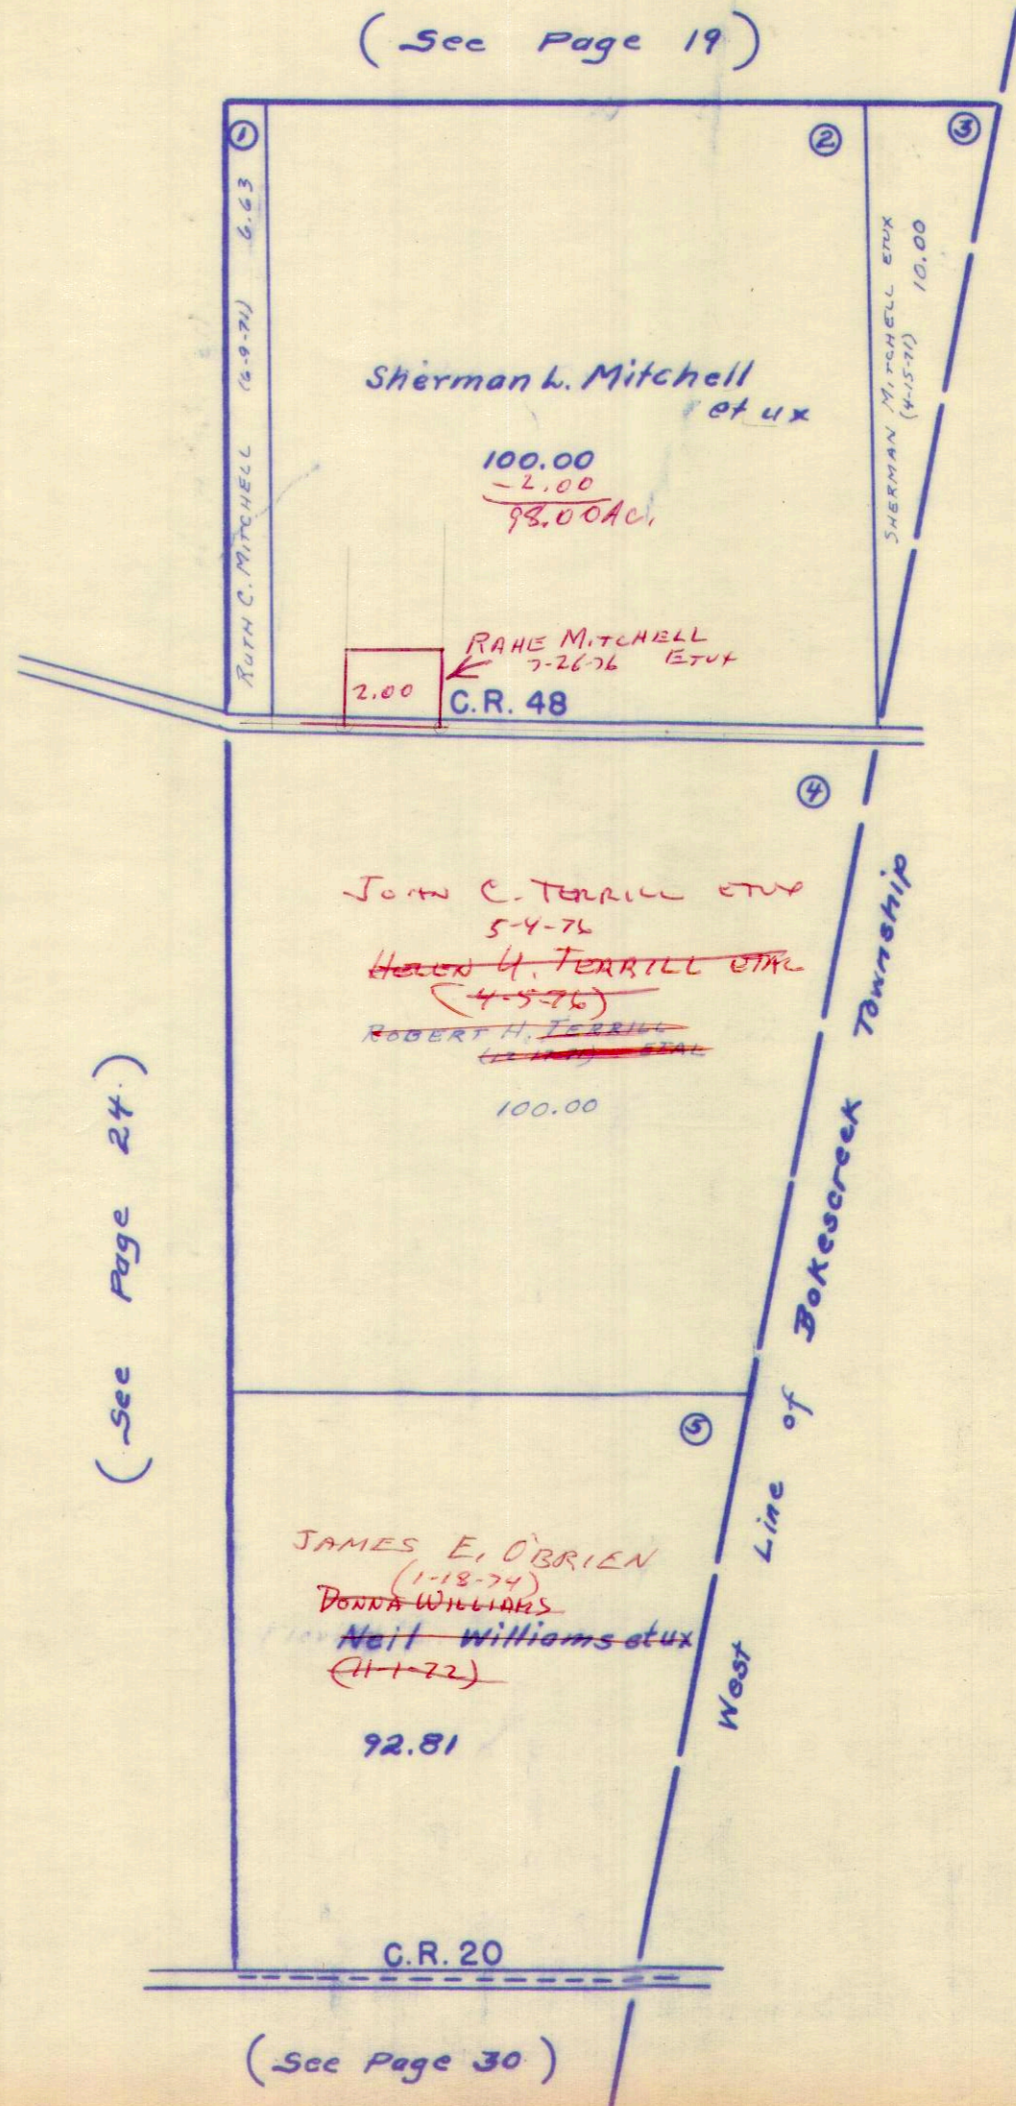 (See Page 19)
①
②
③
RUTH C. MITCHELL (6-9-71) 6.63
Sherman L. Mitchell
et ux
100.00
-2.00
98.00 Ac.
SHERMAN MITCHELL ETUX
(4-15-71) 10.00
RAHE MITCHELL
7-26-76 ETUX
2.00
C.R. 48
④
JOHN C. TERRILL ETUX
5-4-76
HELEN H. TERRILL ETAL
(4-5-76)
ROBERT H. TERRILL
ETAL
100.00
(See Page 24)
West Line of Bokescreek Township
⑤
JAMES E. O'BRIEN
(1-18-74)
DONNA WILLIAMS
Neil Williams et ux
(11-1-72)
92.81
C.R. 20
(See Page 30)